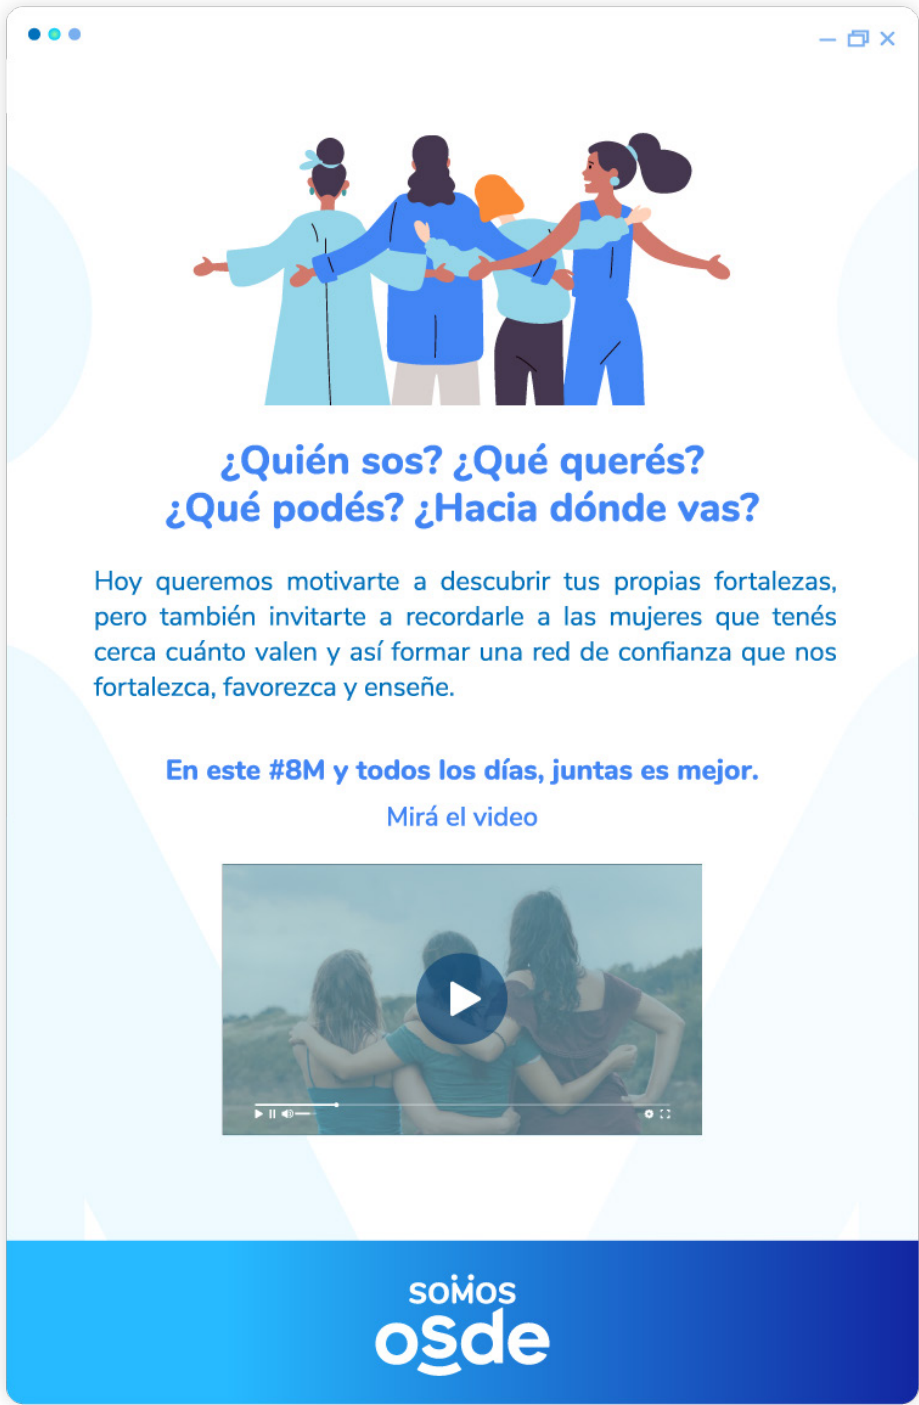 ¿Quién sos? ¿Qué querés?
¿Qué podés? ¿Hacia dónde vas?
Hoy queremos motivarte a descubrir tus propias fortalezas,
pero también invitarte a recordarle a las mujeres que tenés
cerca cuánto valen y así formar una red de confianza que nos
fortalezca, favorezca y enseñe.
En este #8M y todos los días, juntas es mejor.
Mirá el video
somos
osde